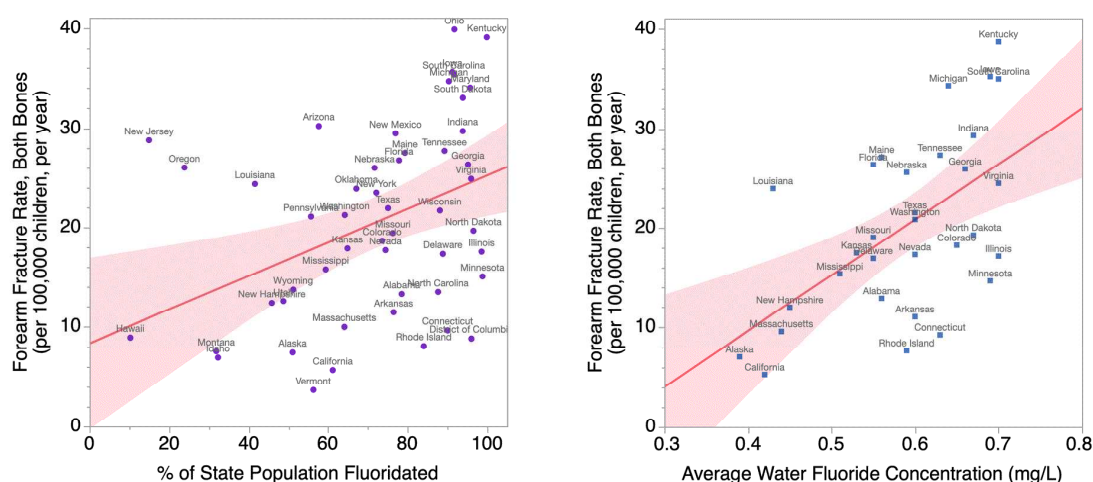 Forearm Fracture Rate, Both Bones
(per 100,000 children, per year)
40
30
20
10
0
Ohio
Kentucky
Iowa
South Carolina
Michigan
Maryland
South Dakota
Arizona
New Mexico
Indiana
New Jersey
Maine
Florida
Tennessee
Oregon
Nebraska
Georgia
Virginia
Louisiana
Oklahoma
New York
Pennsylvania
Washington
Texas
Wisconsin
Missouri
Colorado
North Dakota
Kansas
Nevada
Delaware
Illinois
Mississippi
Minnesota
Wyoming
Utah
New Hampshire
Alabama
North Carolina
Arkansas
Massachusetts
Connecticut
District of Columbi
Hawaii
Rhode Island
Montana
Idaho
Alaska
California
Vermont
0 20 40 60 80 100
% of State Population Fluoridated
Forearm Fracture Rate, Both Bones
(per 100,000 children, per year)
40
30
20
10
0
Kentucky
Iowa
South Carolina
Michigan
Indiana
Maine
Florida
Tennessee
Nebraska
Georgia
Virginia
Louisiana
Texas
Washington
Missouri
North Dakota
Colorado
Kansas
Delaware
Nevada
Illinois
Mississippi
Minnesota
Alabama
New Hampshire
Arkansas
Massachusetts
Connecticut
Rhode Island
Alaska
California
0.3 0.4 0.5 0.6 0.7 0.8
Average Water Fluoride Concentration (mg/L)